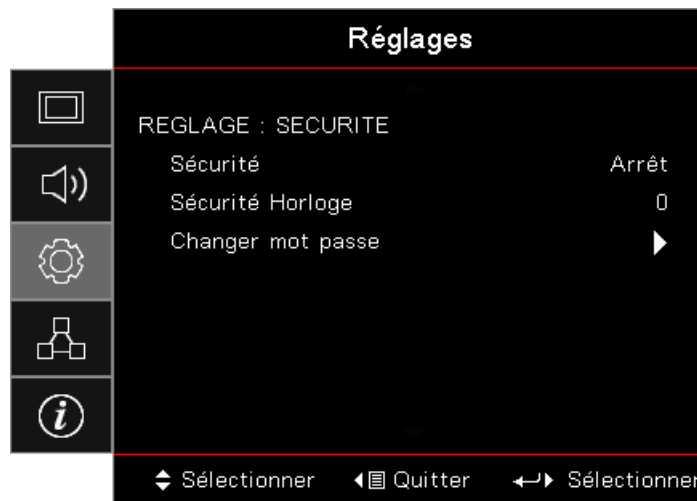 Réglages
REGLAGE : SECURITE
Sécurité Arrêt
Sécurité Horloge 0
Changer mot passe
Sélectionner Quitter Sélectionner